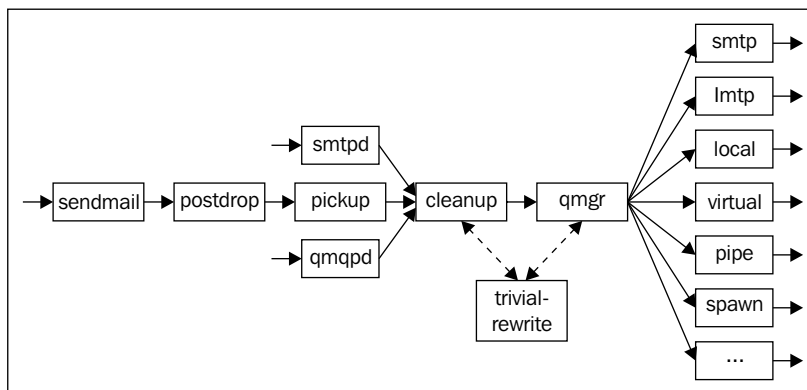 smtp
lmtp
smtpd
local
sendmail
postdrop
pickup
cleanup
qmgr
virtual
qmqpd
pipe
trivial-
rewrite
spawn
...